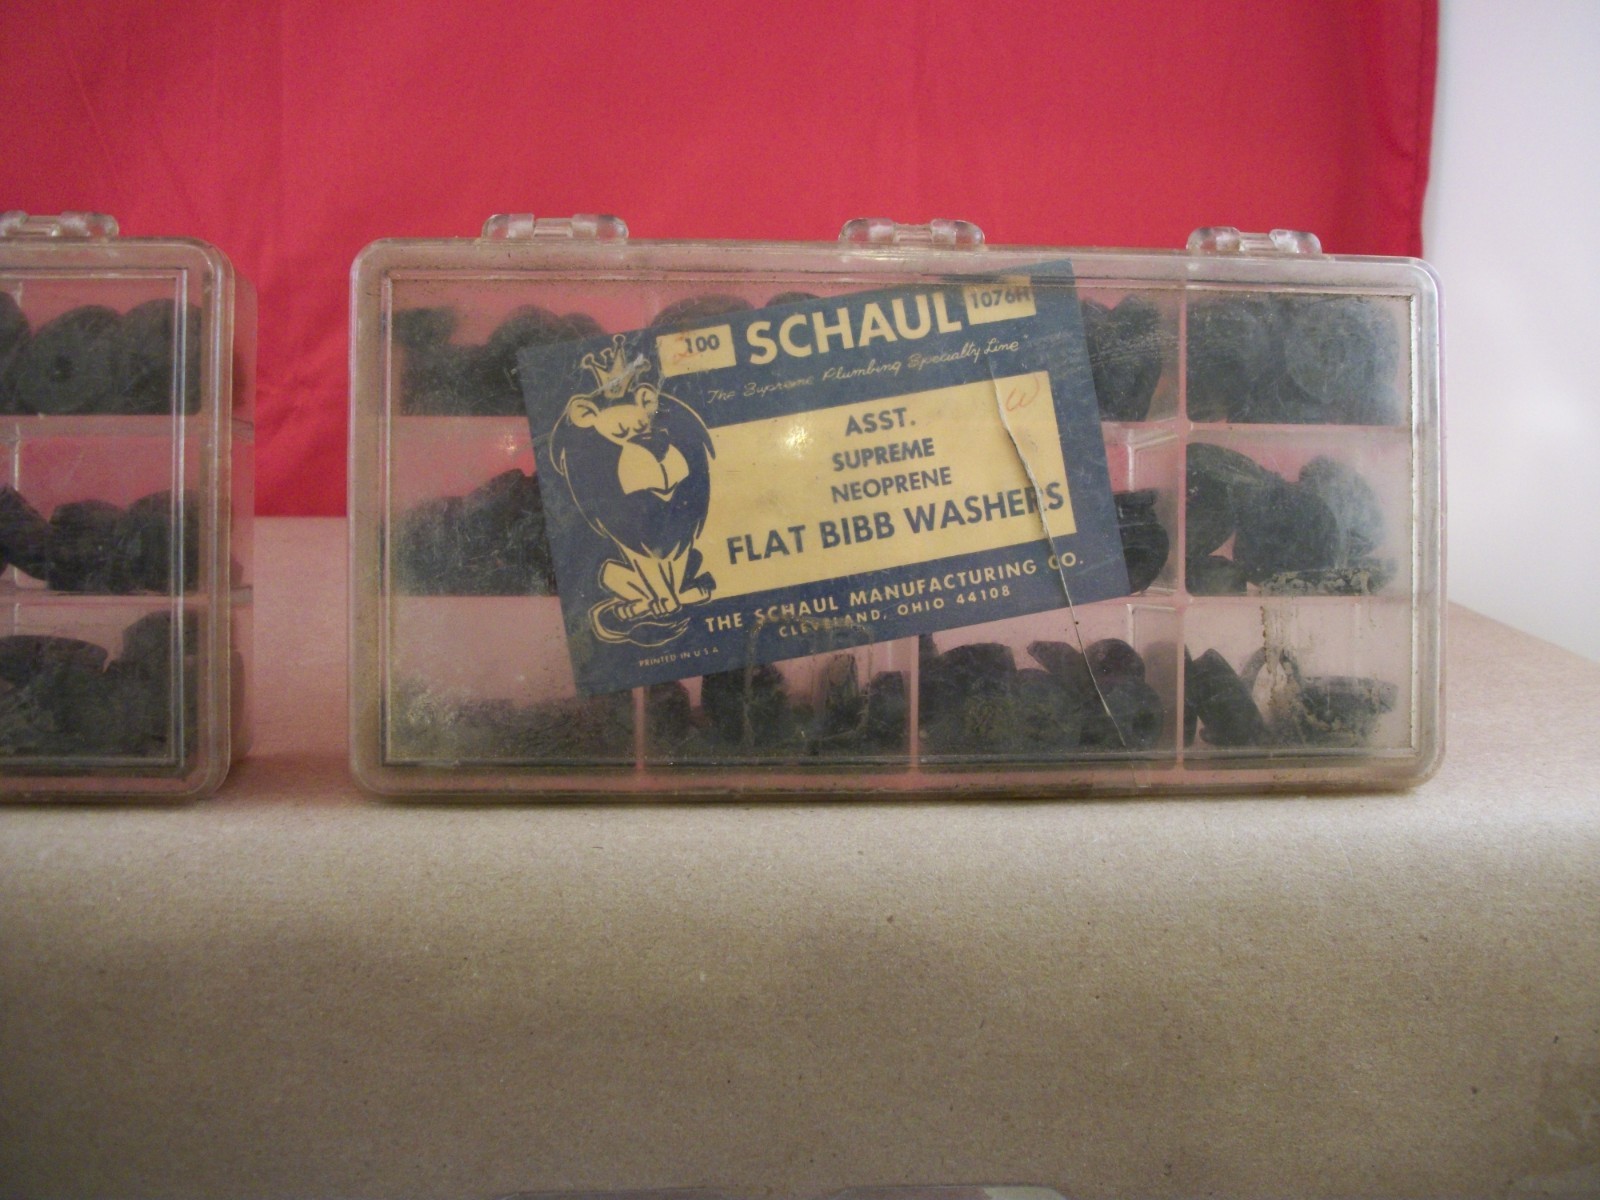 100 SCHAUL 1076H
"The Supreme Plumbing Specialty Line"
W
ASST.
SUPREME
NEOPRENE
FLAT BIBB WASHERS
THE SCHAUL MANUFACTURING CO.
CLEVELAND, OHIO 44108
PRINTED IN U S A